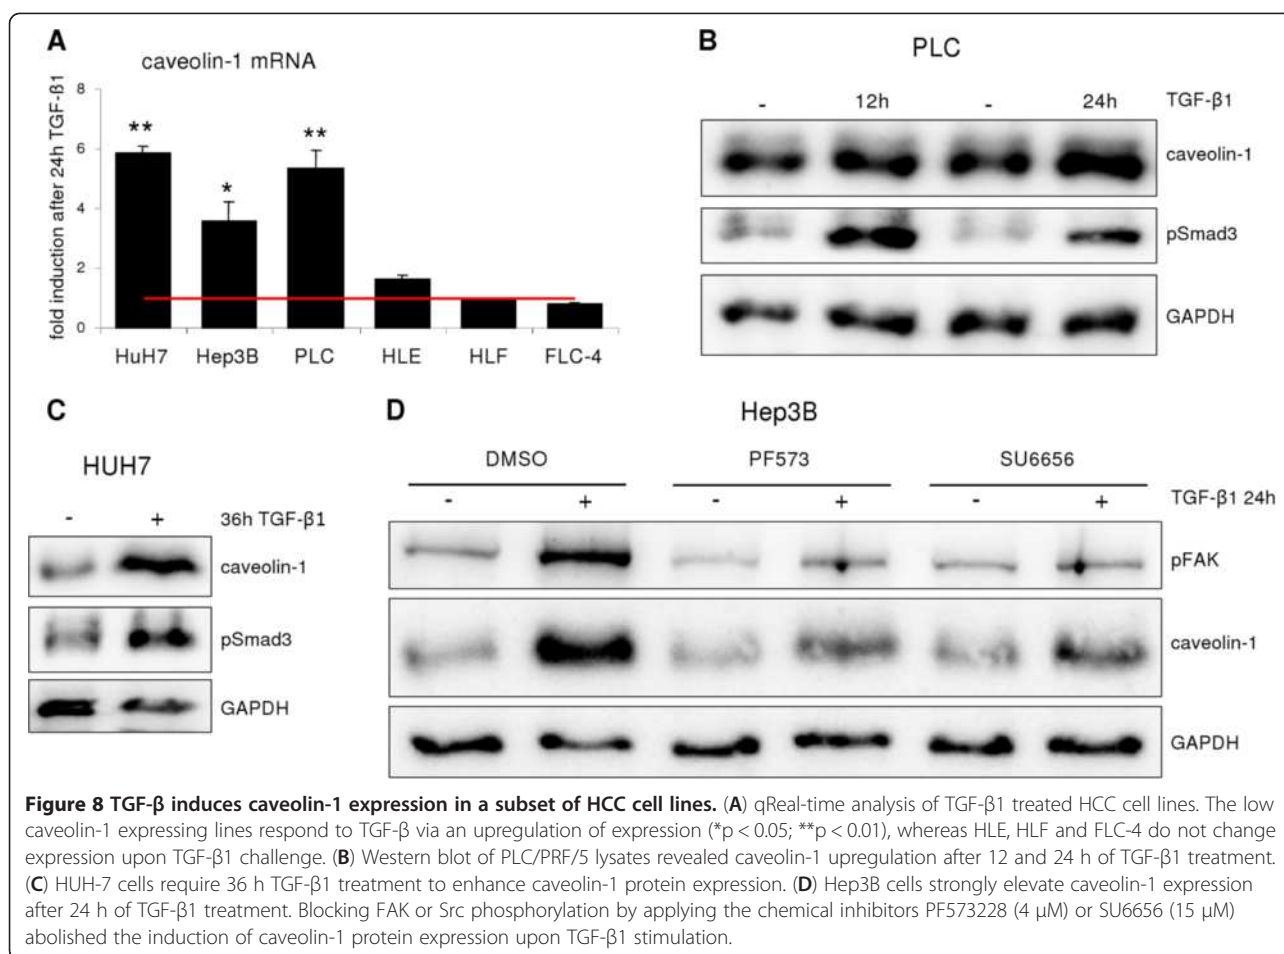 A
caveolin-1 mRNA
fold induction after 24h TGF-β1
8
6
4
2
0
**
*
**
HuH7 Hep3B PLC HLE HLF FLC-4
B
PLC
- 12h - 24h TGF-β1
caveolin-1
pSmad3
GAPDH
C
HUH7
- + 36h TGF-β1
caveolin-1
pSmad3
GAPDH
D
Hep3B
DMSO PF573 SU6656
- + - + - + TGF-β1 24h
pFAK
caveolin-1
GAPDH
Figure 8 TGF-β induces caveolin-1 expression in a subset of HCC cell lines. (A) qReal-time analysis of TGF-β1 treated HCC cell lines. The low
caveolin-1 expressing lines respond to TGF-β via an upregulation of expression (*p < 0.05; **p < 0.01), whereas HLE, HLF and FLC-4 do not change
expression upon TGF-β1 challenge. (B) Western blot of PLC/PRF/5 lysates revealed caveolin-1 upregulation after 12 and 24 h of TGF-β1 treatment.
(C) HUH-7 cells require 36 h TGF-β1 treatment to enhance caveolin-1 protein expression. (D) Hep3B cells strongly elevate caveolin-1 expression
after 24 h of TGF-β1 treatment. Blocking FAK or Src phosphorylation by applying the chemical inhibitors PF573228 (4 μM) or SU6656 (15 μM)
abolished the induction of caveolin-1 protein expression upon TGF-β1 stimulation.